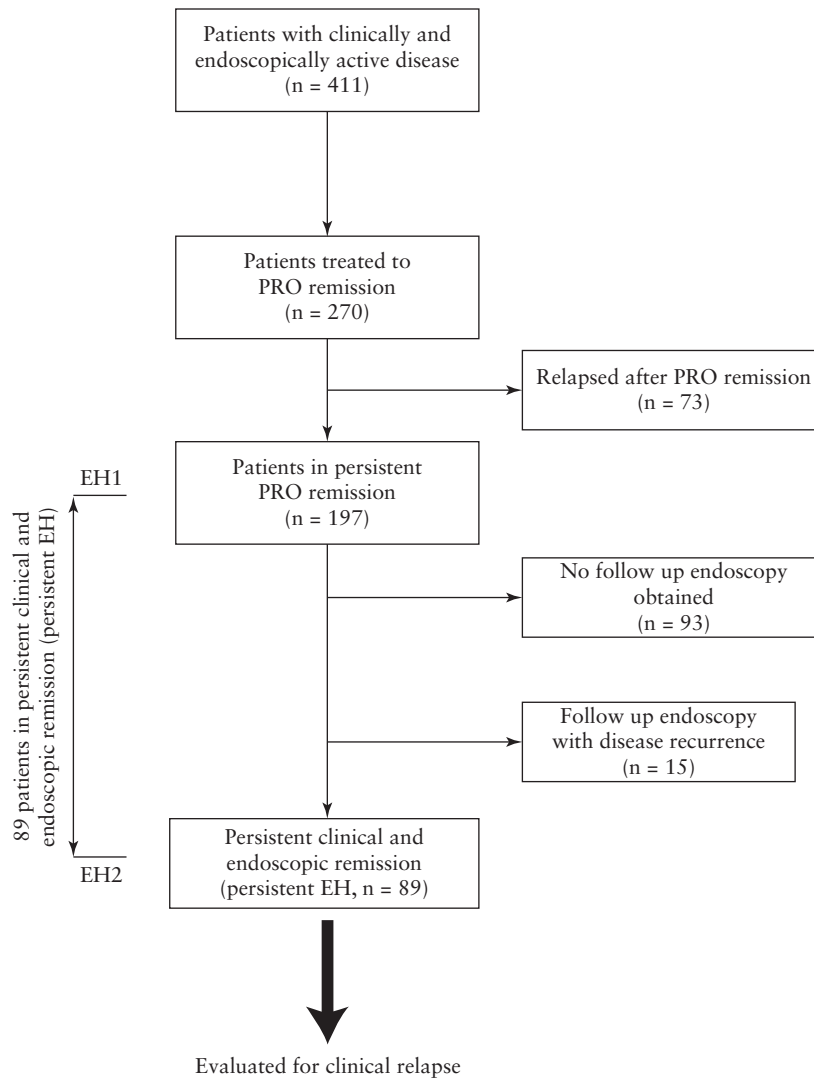 Patients with clinically and
endoscopically active disease
(n = 411)
Patients treated to
PRO remission
(n = 270)
Relapsed after PRO remission
(n = 73)
Patients in persistent
PRO remission
(n = 197)
EH1
89 patients in persistent clinical and
endoscopic remission (persistent EH)
No follow up endoscopy
obtained
(n = 93)
Follow up endoscopy
with disease recurrence
(n = 15)
Persistent clinical and
endoscopic remission
(persistent EH, n = 89)
EH2
Evaluated for clinical relapse